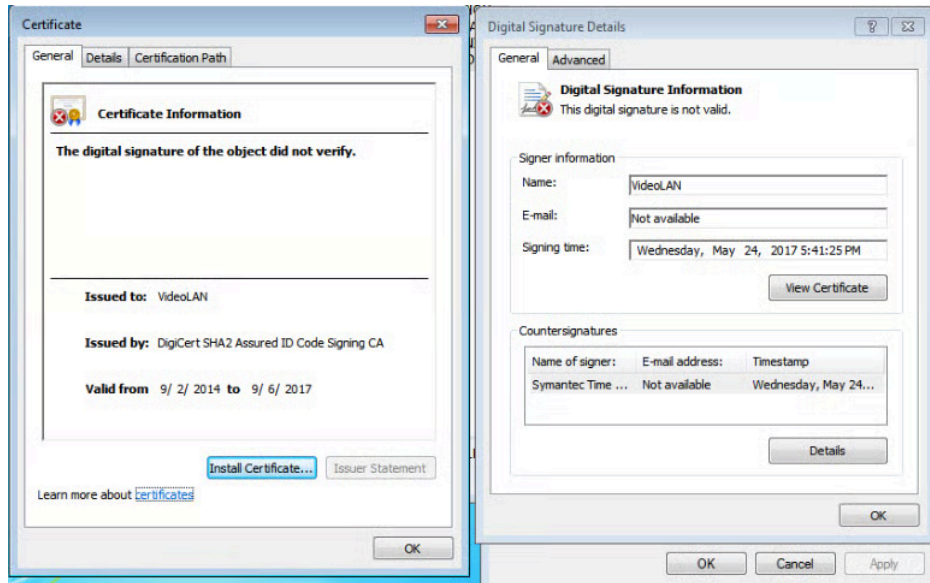 Certificate
General
Details
Certification Path
Certificate Information
The digital signature of the object did not verify.
Issued to: VideoLAN
Issued by: DigiCert SHA2 Assured ID Code Signing CA
Valid from 9/ 2/ 2014 to 9/ 6/ 2017
Install Certificate...
Issuer Statement
Learn more about certificates
OK
Digital Signature Details
General
Advanced
Digital Signature Information
This digital signature is not valid.
Signer information
Name: VideoLAN
E-mail: Not available
Signing time: Wednesday, May 24, 2017 5:41:25 PM
View Certificate
Countersignatures
Name of signer: E-mail address: Timestamp
Symantec Time ... Not available Wednesday, May 24...
Details
OK
OK Cancel Apply